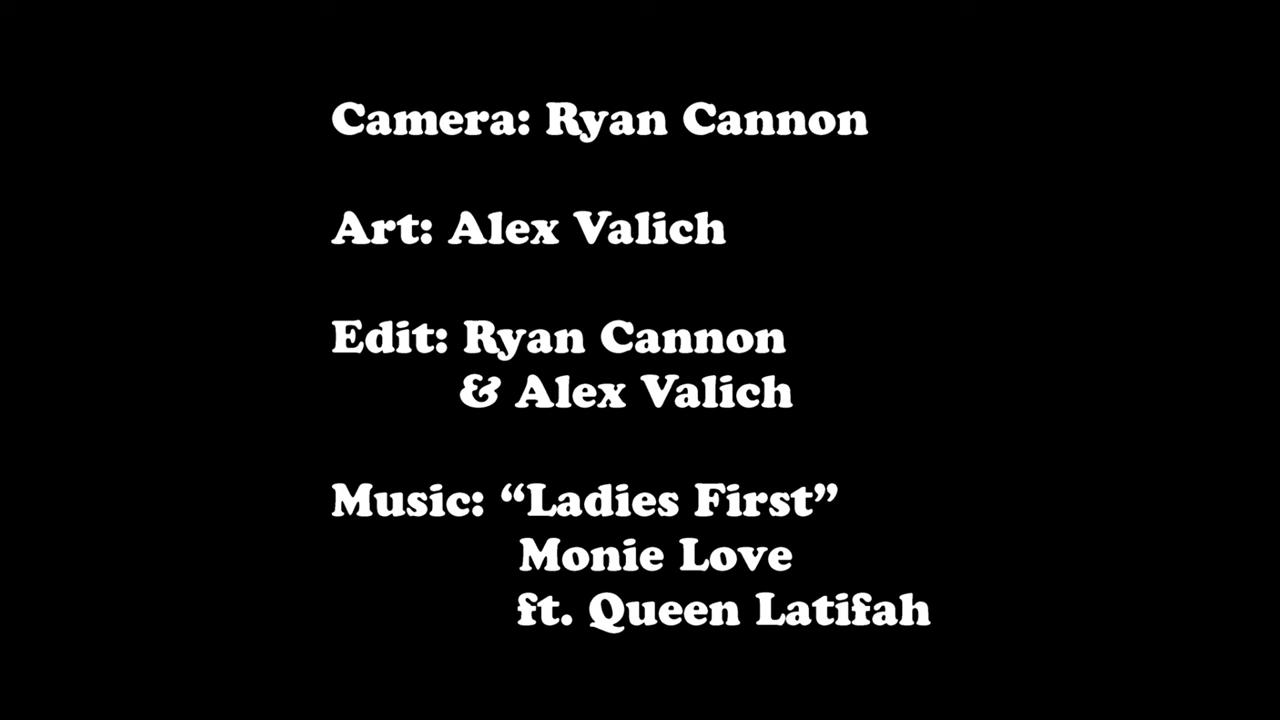 Camera: Ryan Cannon
Art: Alex Valich
Edit: Ryan Cannon
& Alex Valich
Music: “Ladies First”
Monie Love
ft. Queen Latifah